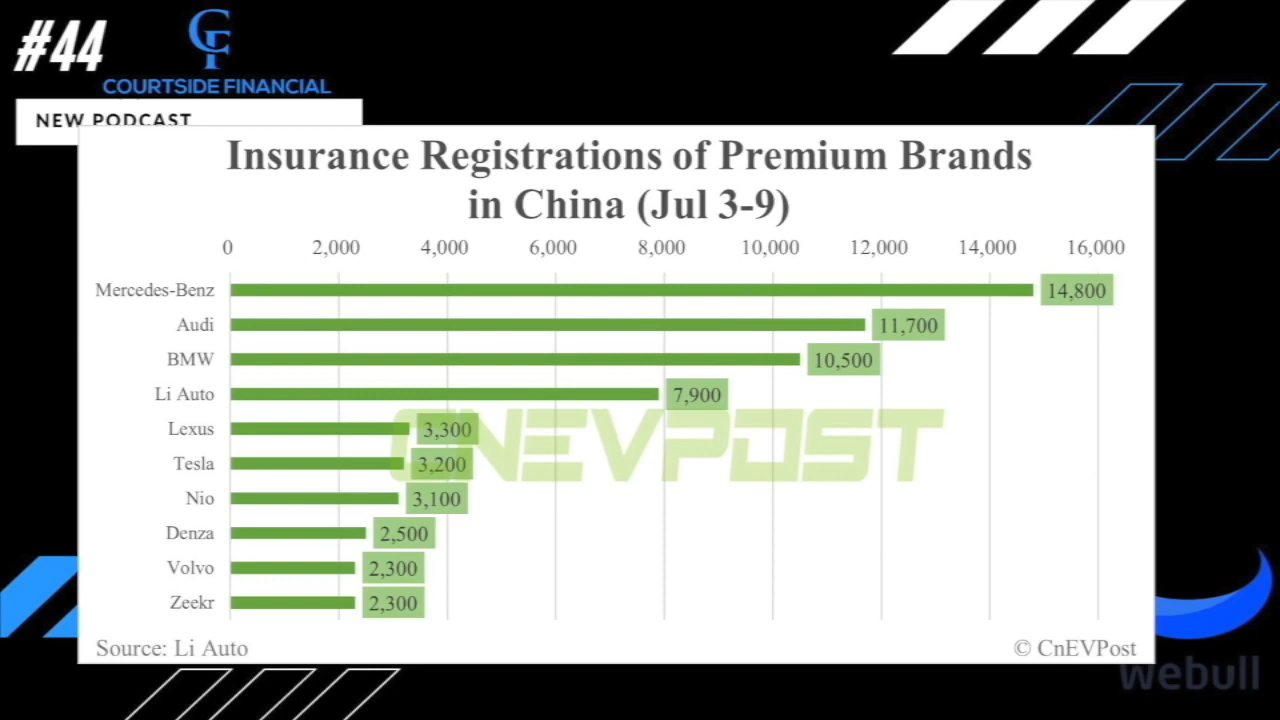 #44
CF
COURTSIDE FINANCIAL
NEW PODCAST
Insurance Registrations of Premium Brands
in China (Jul 3-9)
0 2,000 4,000 6,000 8,000 10,000 12,000 14,000 16,000
Mercedes-Benz 14,800
Audi 11,700
BMW 10,500
Li Auto 7,900
Lexus 3,300
Tesla 3,200
Nio 3,100
Denza 2,500
Volvo 2,300
Zeekr 2,300
CNEVPOST
Source: Li Auto © CnEVPost
webull